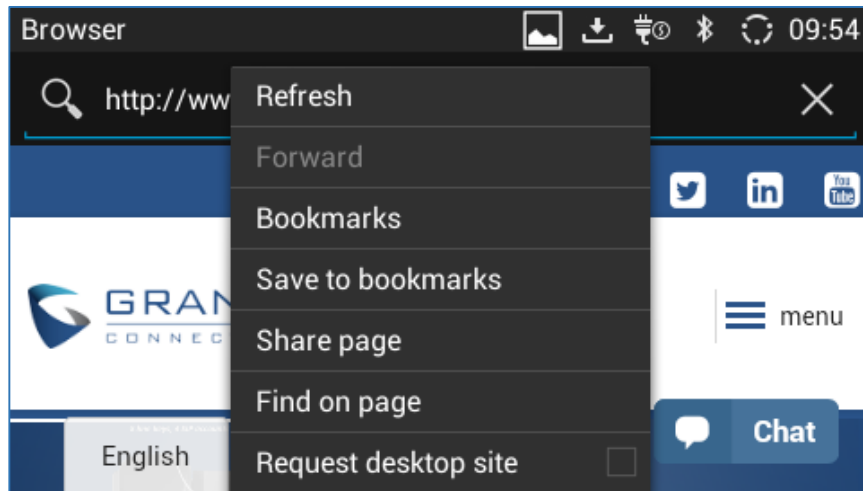 Browser 09:54
http://ww
Refresh
Forward
Bookmarks
Save to bookmarks
Share page
Find on page
Request desktop site
in
You Tube
GRAN
CONNEC
menu
English
Chat